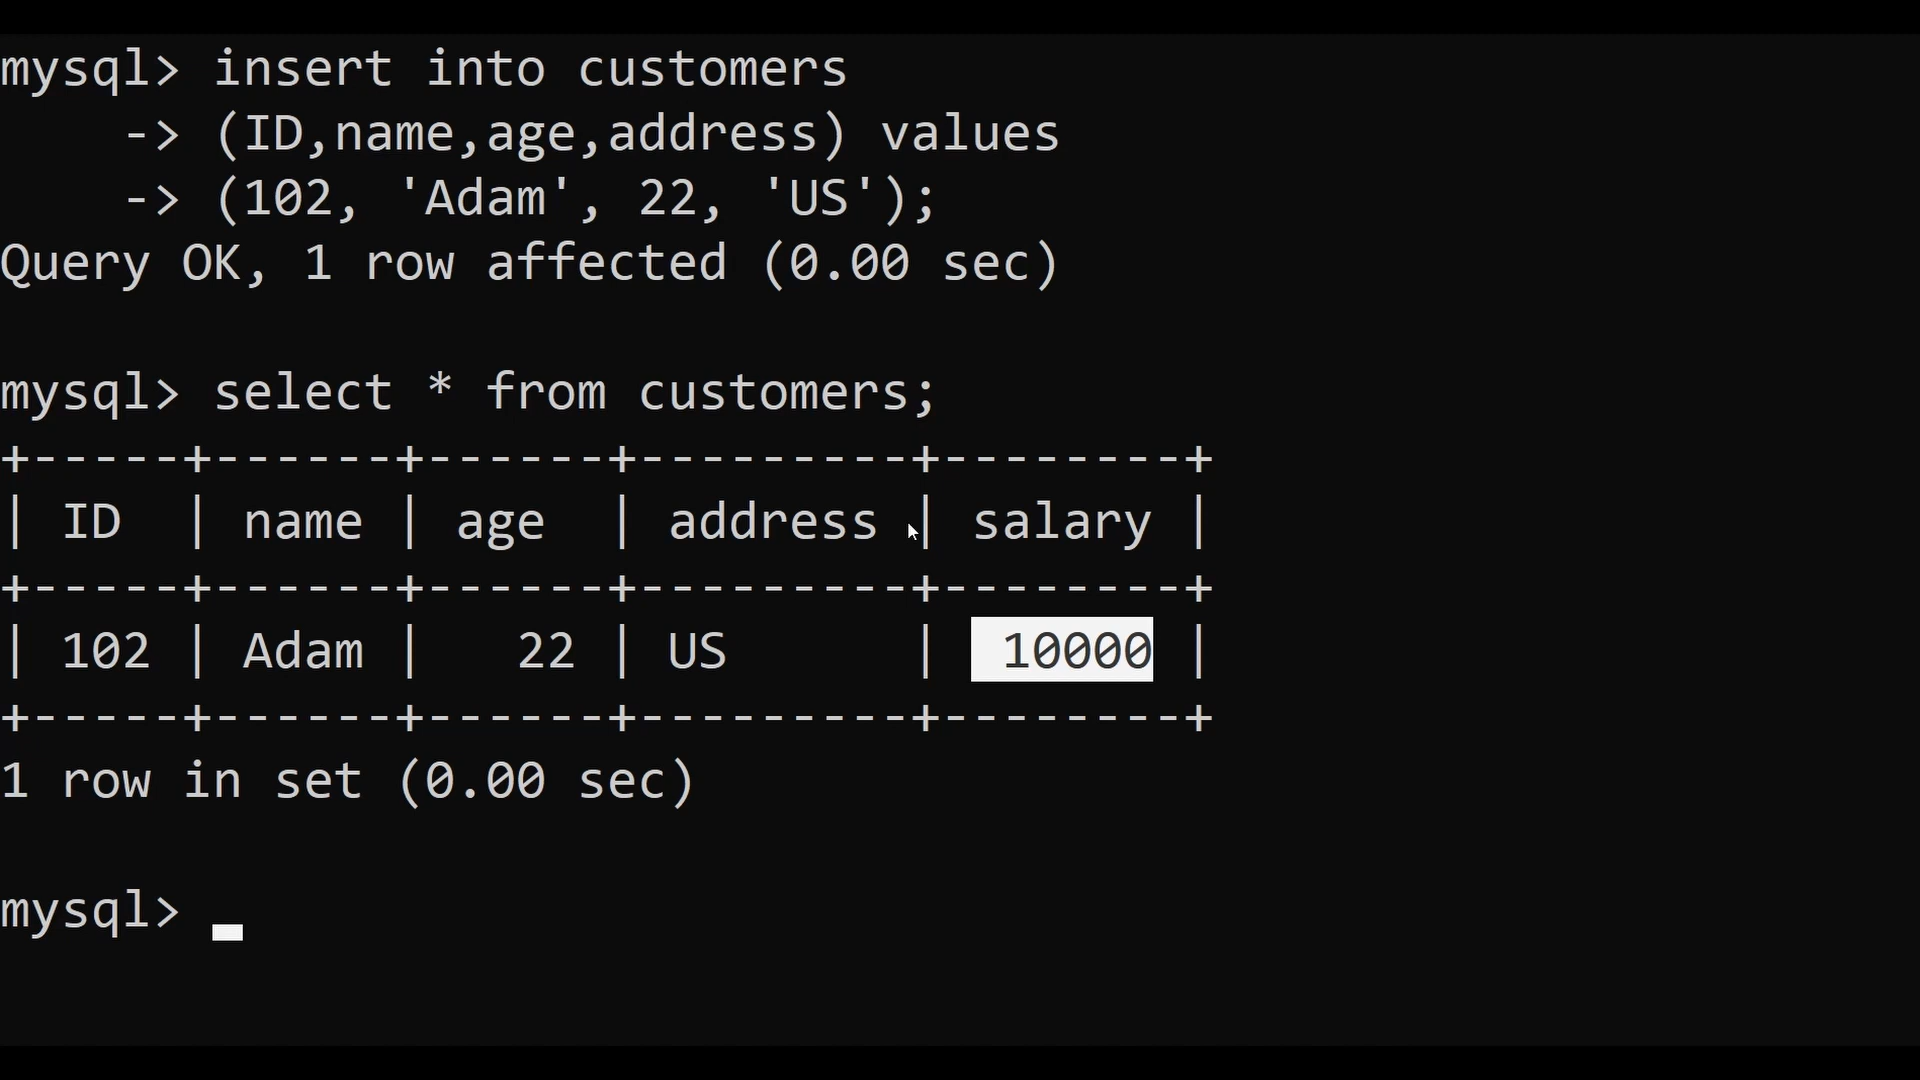 mysql> insert into customers
    -> (ID,name,age,address) values
    -> (102, 'Adam', 22, 'US');
Query OK, 1 row affected (0.00 sec)

mysql> select * from customers;
+-----+------+------+---------+--------+
| ID  | name | age  | address | salary |
+-----+------+------+---------+--------+
| 102 | Adam |   22 | US      |  10000 |
+-----+------+------+---------+--------+
1 row in set (0.00 sec)

mysql>